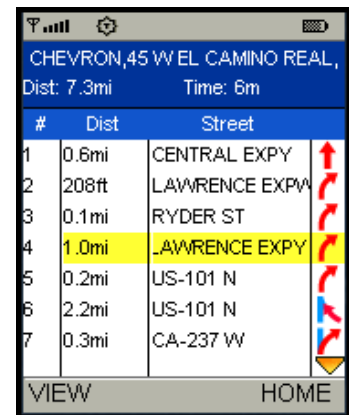 CHEVRON,45 W EL CAMINO REAL,
Dist: 7.3mi Time: 6m
# Dist Street
1 0.6mi CENTRAL EXPY
2 208ft LAWRENCE EXPW
3 0.1mi RYDER ST
4 1.0mi LAWRENCE EXPY
5 0.2mi US-101 N
6 2.2mi US-101 N
7 0.3mi CA-237 W
VIEW HOME